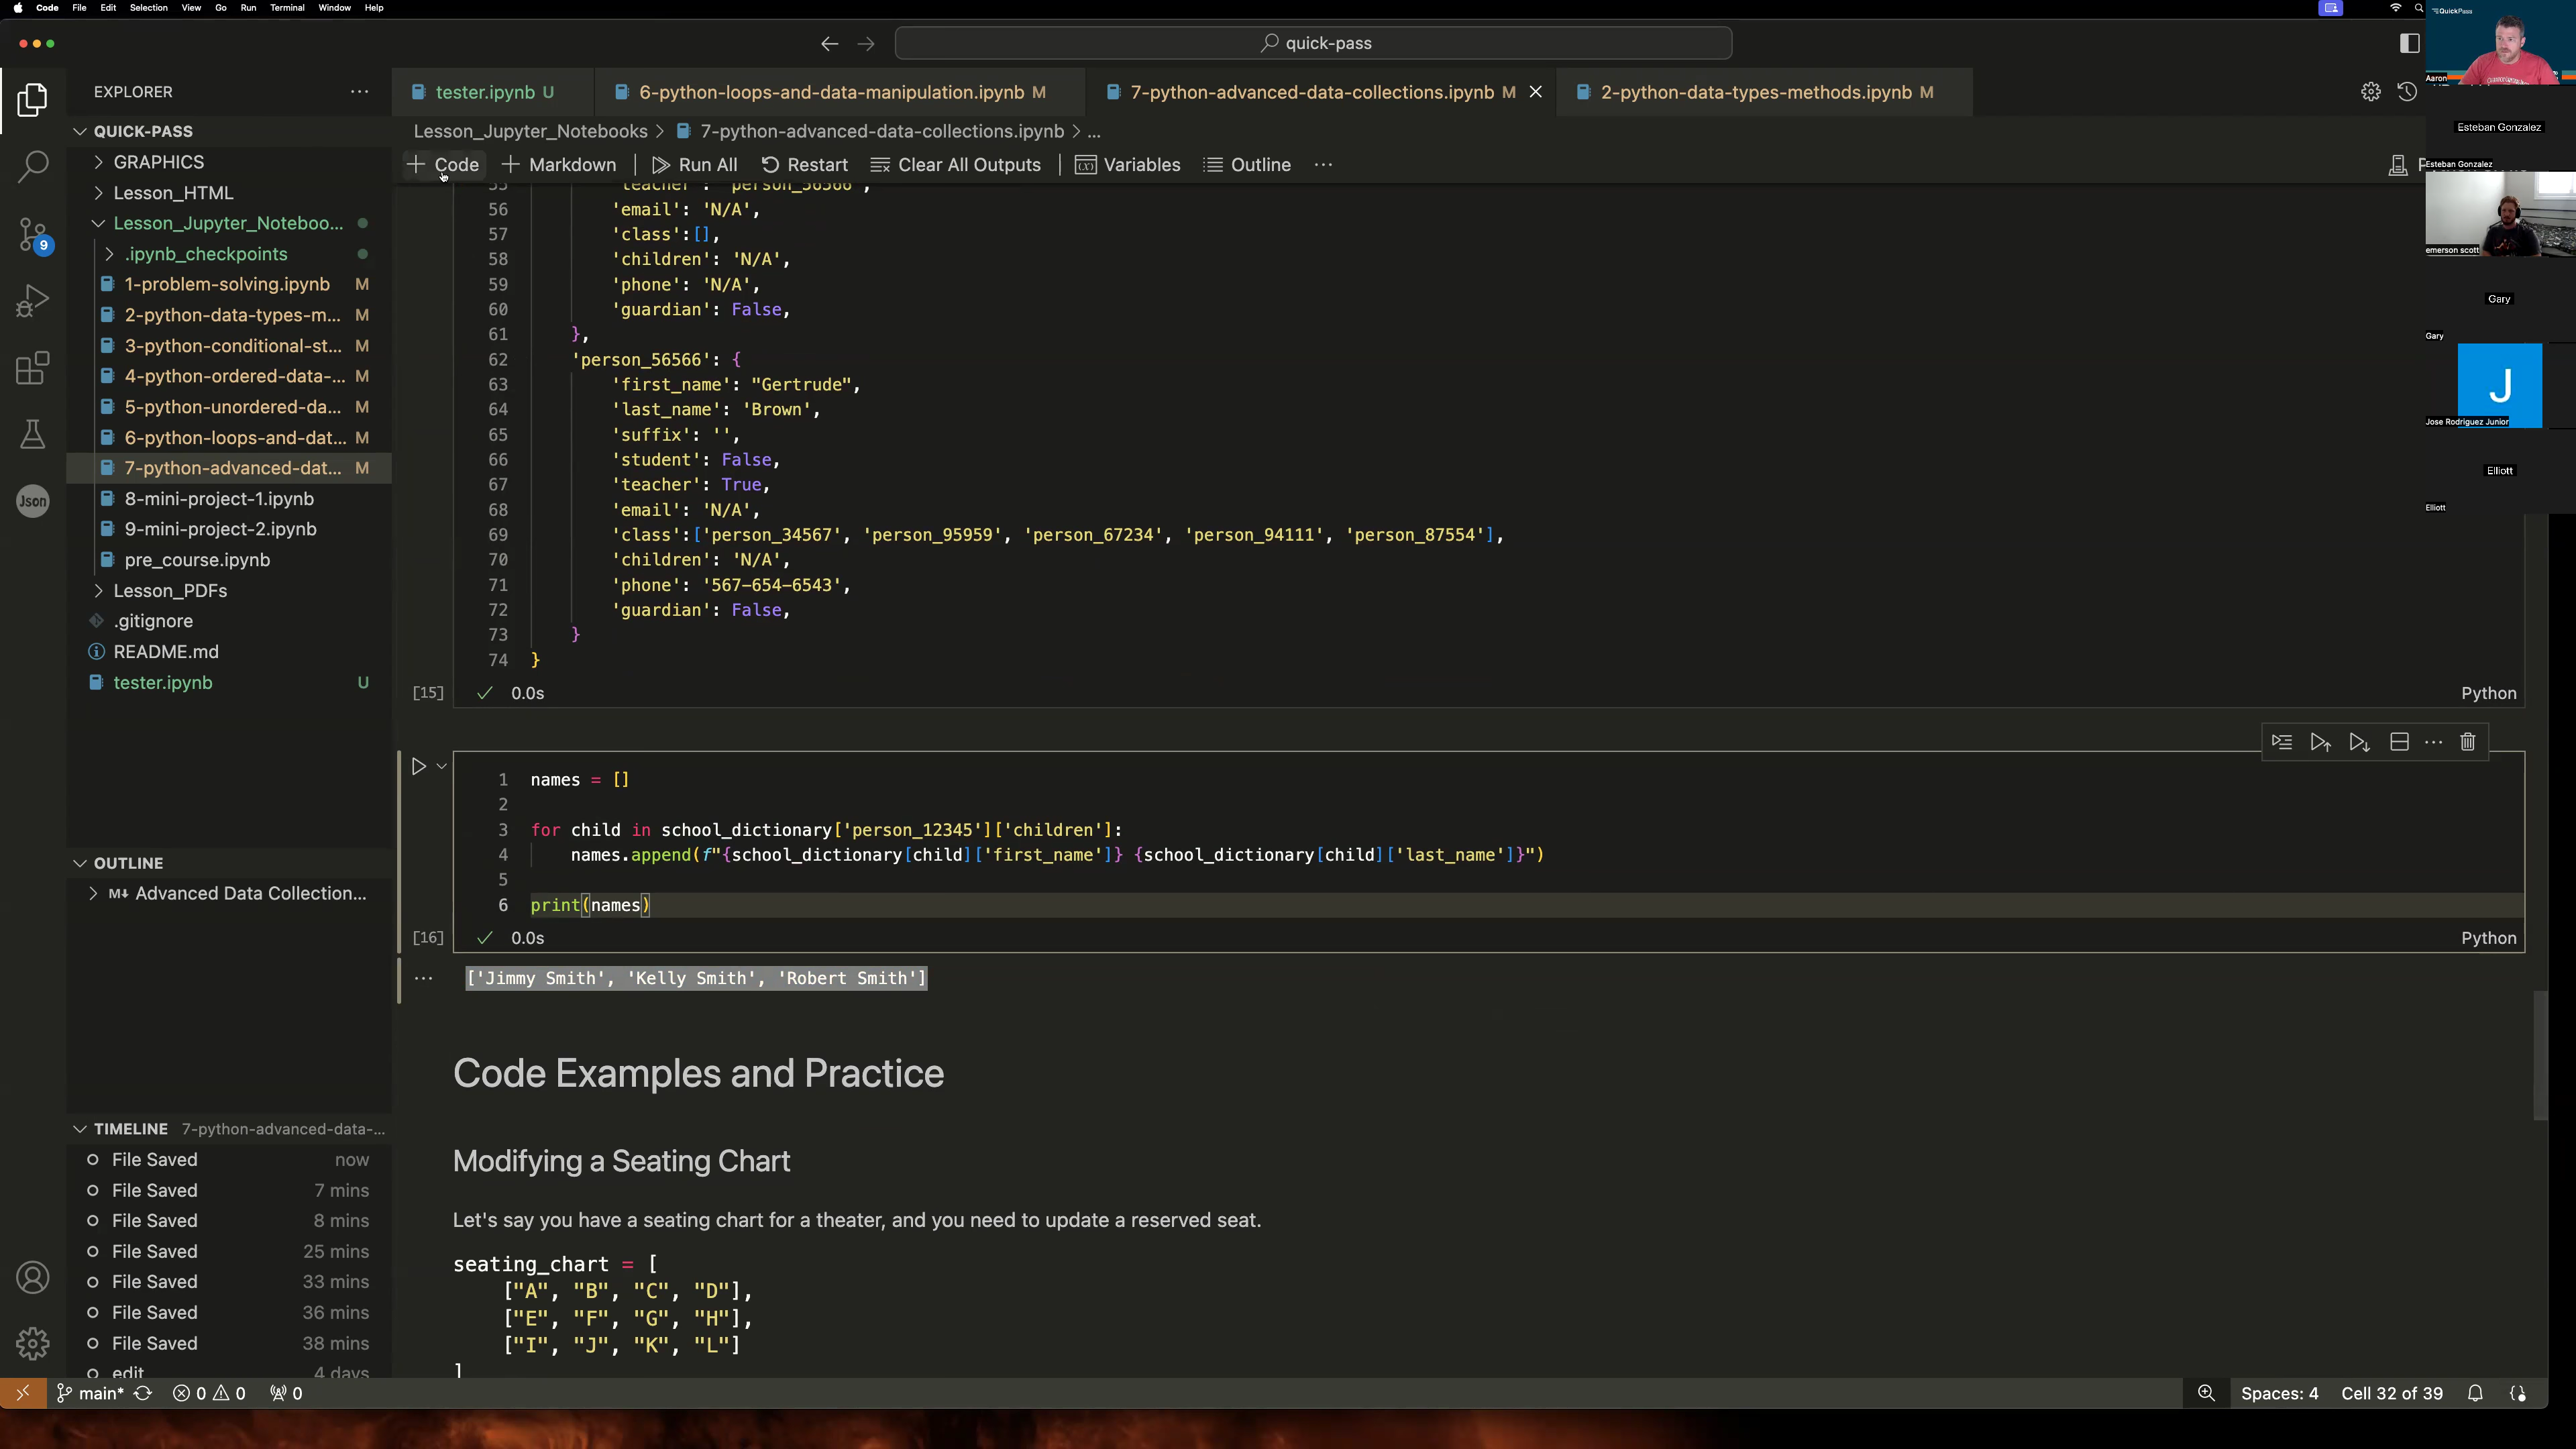 Code File Edit Selection View Go Run Terminal Window Help
quick-pass
EXPLORER
QUICK-PASS
GRAPHICS
Lesson_HTML
Lesson_Jupyter_Noteboo...
.ipynb_checkpoints
1-problem-solving.ipynb M
2-python-data-types-m... M
3-python-conditional-st... M
4-python-ordered-data-... M
5-python-unordered-da... M
6-python-loops-and-dat... M
7-python-advanced-dat... M
8-mini-project-1.ipynb
9-mini-project-2.ipynb
pre_course.ipynb
Lesson_PDFs
.gitignore
README.md
tester.ipynb U
9
Json
OUTLINE
Advanced Data Collection...
TIMELINE 7-python-advanced-data-...
File Saved now
File Saved 7 mins
File Saved 8 mins
File Saved 25 mins
File Saved 33 mins
File Saved 36 mins
File Saved 38 mins
edit 4 days
tester.ipynb U 6-python-loops-and-data-manipulation.ipynb M 7-python-advanced-data-collections.ipynb M 2-python-data-types-methods.ipynb M
Lesson_Jupyter_Notebooks > 7-python-advanced-data-collections.ipynb > ...
+ Code + Markdown Run All Restart Clear All Outputs Variables Outline ...
55 'teacher': 'person_56566',
56 'email': 'N/A',
57 'class':[],
58 'children': 'N/A',
59 'phone': 'N/A',
60 'guardian': False,
61 },
62 'person_56566': {
63 'first_name': "Gertrude",
64 'last_name': 'Brown',
65 'suffix': '',
66 'student': False,
67 'teacher': True,
68 'email': 'N/A',
69 'class':['person_34567', 'person_95959', 'person_67234', 'person_94111', 'person_87554'],
70 'children': 'N/A',
71 'phone': '567-654-6543',
72 'guardian': False,
73 }
74 }
[15] 0.0s Python
1 names = []
2
3 for child in school_dictionary['person_12345']['children']:
4 names.append(f"{school_dictionary[child]['first_name']} {school_dictionary[child]['last_name']}")
5
6 print(names)
[16] 0.0s Python
['Jimmy Smith', 'Kelly Smith', 'Robert Smith']
Code Examples and Practice
Modifying a Seating Chart
Let's say you have a seating chart for a theater, and you need to update a reserved seat.
seating_chart = [
["A", "B", "C", "D"],
["E", "F", "G", "H"],
["I", "J", "K", "L"]
]
QuickPass
Aaron
Esteban Gonzalez
Esteban Gonzalez
emerson scott
Gary
Gary
J
Jose Rodriguez Junior
Elliott
Elliott
main* 0 0 0 Spaces: 4 Cell 32 of 39